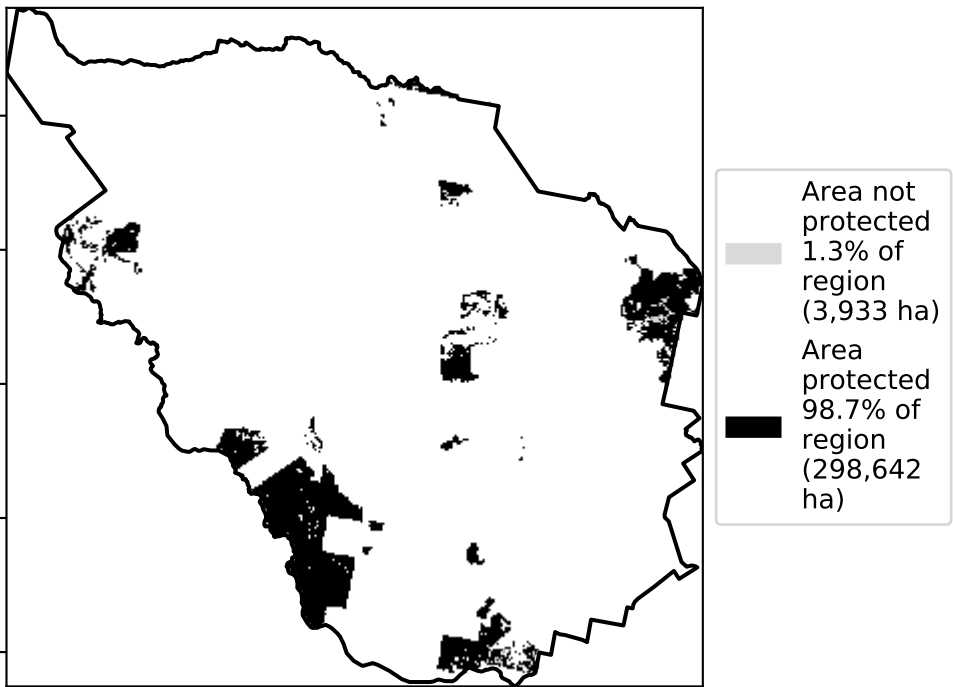 Area not
protected
1.3% of
region
(3,933 ha)
Area
protected
98.7% of
region
(298,642
ha)